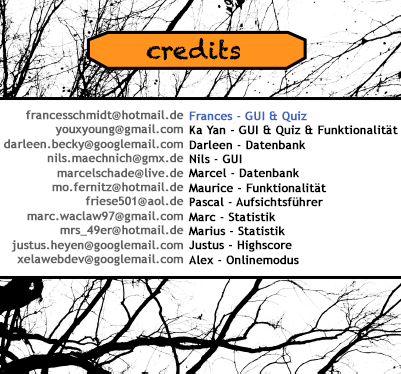 credits
francesschmidt@hotmail.de Frances - GUI & Quiz
youxyoung@gmail.com Ka Yan - GUI & Quiz & Funktionalität
darleen.becky@googlemail.com Darleen - Datenbank
nils.maechnich@gmx.de Nils - GUI
marcelschade@live.de Marcel - Datenbank
mo.fernitz@hotmail.de Maurice - Funktionalität
friese501@aol.de Pascal - Aufsichtsführer
marc.waclaw97@gmail.com Marc - Statistik
mrs_49er@hotmail.de Marius - Statistik
justus.heyen@googlemail.com Justus - Highscore
xelawebdev@googlemail.com Alex - Onlinemodus